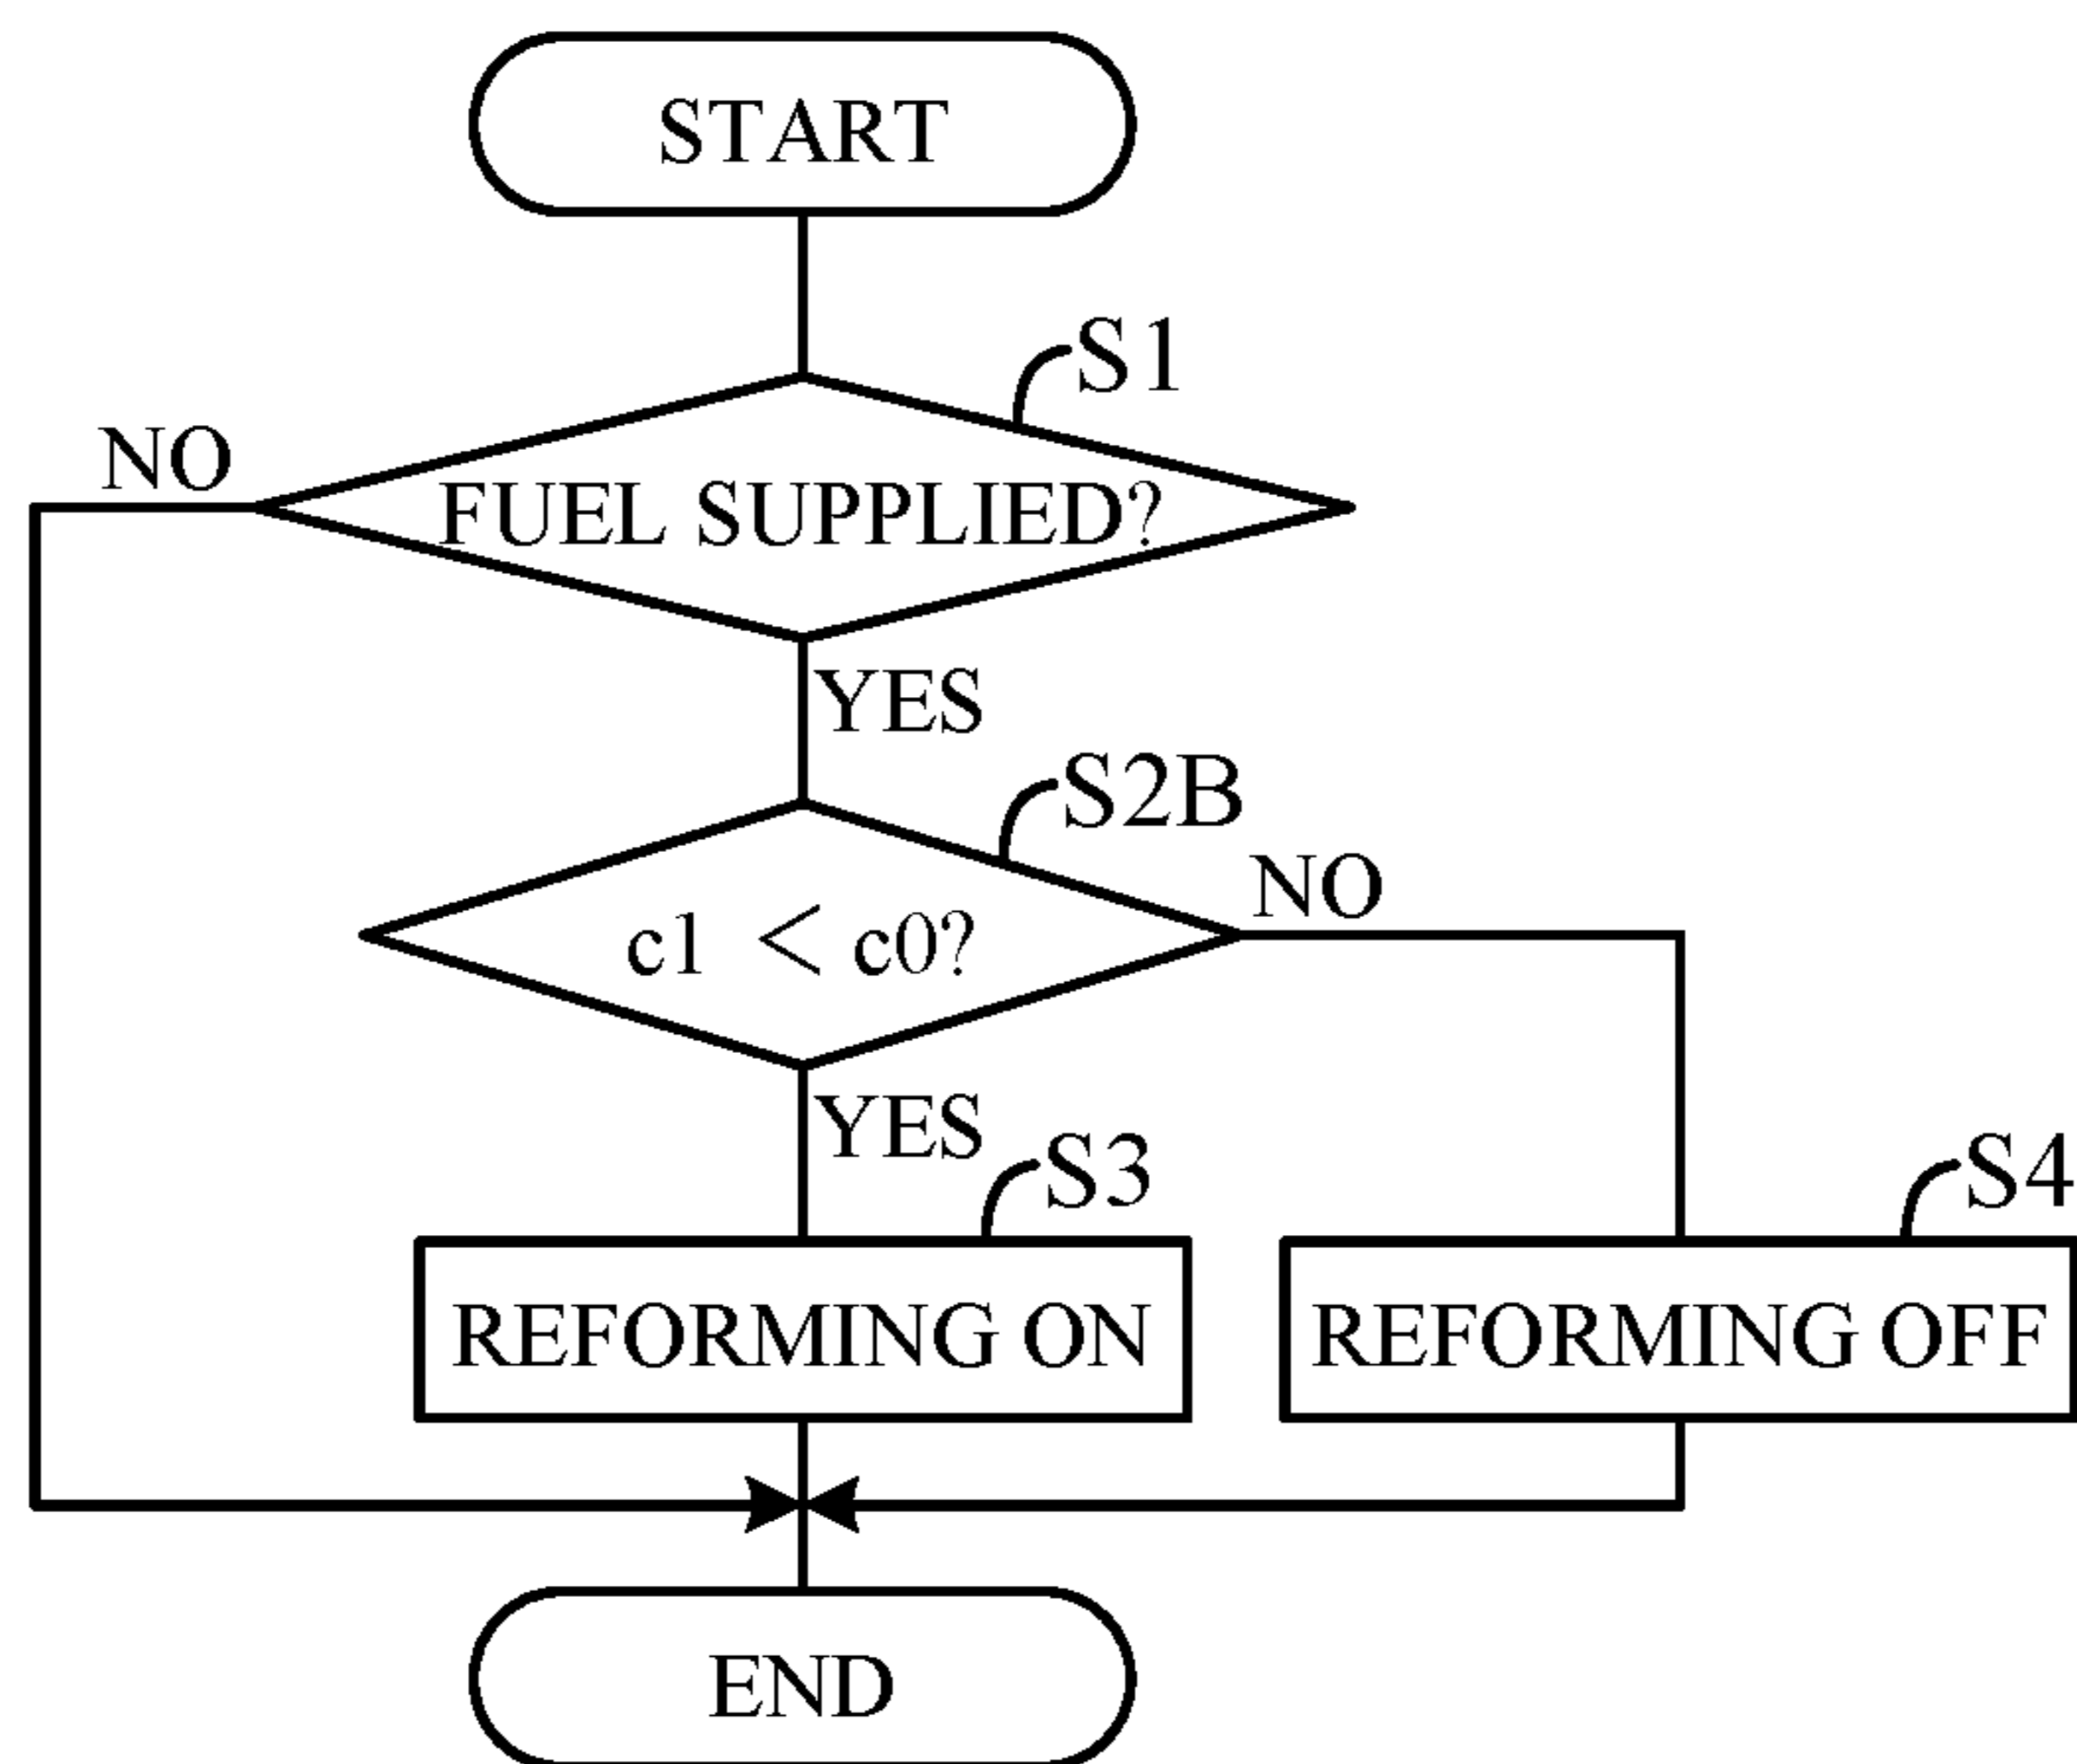 START
S1
NO
FUEL SUPPLIED?
YES
S2B
NO
c1 < c0?
YES
S3
S4
REFORMING ON
REFORMING OFF
END